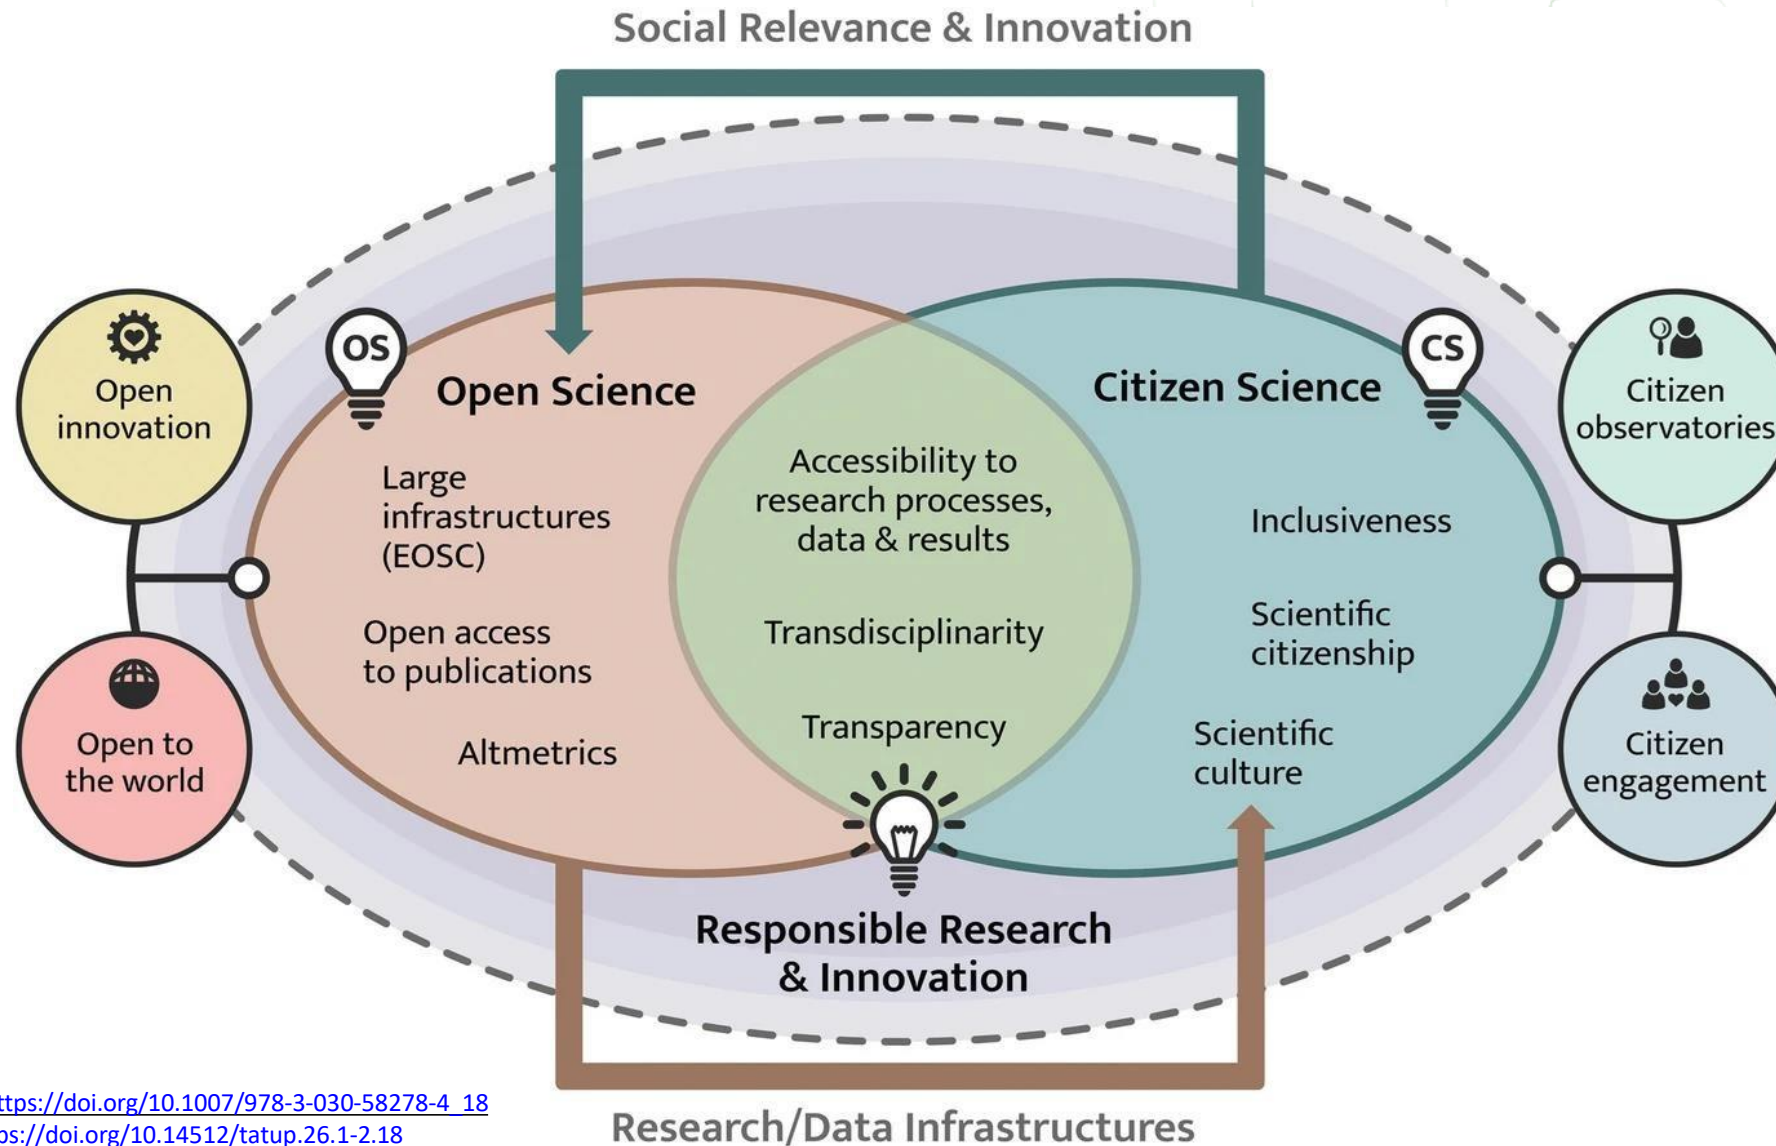 Social Relevance & Innovation
OS
Open Science
CS
Citizen Science
Open
innovation
Open to
the world
Large
infrastructures
(EOSC)
Open access
to publications
Altmetrics
Accessibility to
research processes,
data & results
Transdisciplinarity
Transparency
Inclusiveness
Scientific
citizenship
Scientific
culture
Citizen
observatories
Citizen
engagement
Responsible Research
& Innovation
ttps://doi.org/10.1007/978-3-030-58278-4_18
ps://doi.org/10.14512/tatup.26.1-2.18
Research/Data Infrastructures